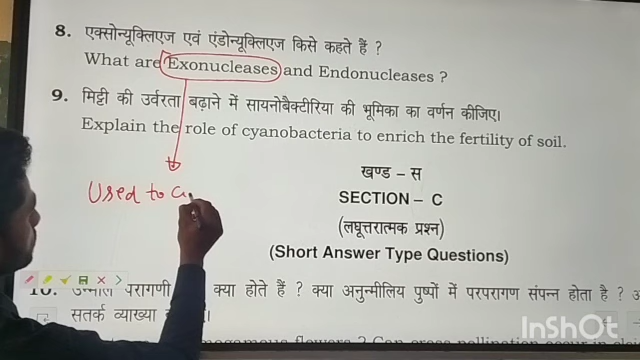 8. एक्सोन्यूक्लिएज एवं एंडोन्यूक्लिएज किसे कहते हैं ?
What are Exonucleases and Endonucleases ?
9. मिट्टी की उर्वरता बढ़ाने में सायनोबैक्टीरिया की भूमिका का वर्णन कीजिए।
Explain the role of cyanobacteria to enrich the fertility of soil.
खण्ड – स
Used to c
SECTION – C
(लघूत्तरात्मक प्रश्न)
(Short Answer Type Questions)
परागणी क्या होते हैं ? क्या अनुन्मीलिय पुष्पों में परपरागण संपन्न होता है ?
सतर्क व्याख्या
InShOt